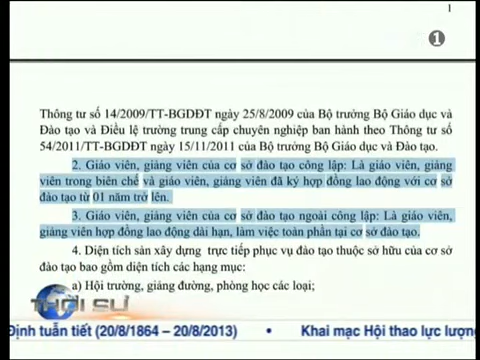 1
1
Thông tư số 14/2009/TT-BGDĐT ngày 25/8/2009 của Bộ trưởng Bộ Giáo dục và
Đào tạo và Điều lệ trường trung cấp chuyên nghiệp ban hành theo Thông tư số
54/2011/TT-BGDĐT ngày 15/11/2011 của Bộ trưởng Bộ Giáo dục và Đào tạo.
2. Giáo viên, giảng viên của cơ sở đào tạo công lập: Là giáo viên, giảng
viên trong biên chế và giáo viên, giảng viên đã ký hợp đồng lao động với cơ sở
đào tạo từ 01 năm trở lên.
3. Giáo viên, giảng viên của cơ sở đào tạo ngoài công lập: Là giáo viên,
giảng viên hợp đồng lao động dài hạn, làm việc toàn phần tại cơ sở đào tạo.
4. Diện tích sàn xây dựng trực tiếp phục vụ đào tạo thuộc sở hữu của cơ sở
đào tạo bao gồm diện tích các hạng mục:
a) Hội trường, giảng đường, phòng học các loại;
THỜI SỰ
Định tuẫn tiết (20/8/1864 – 20/8/2013) • Khai mạc Hội thao lực lượng